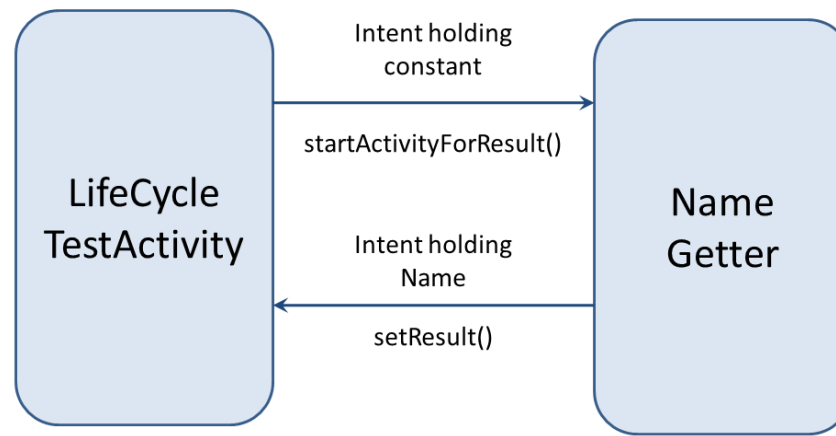 LifeCycle
TestActivity
Intent holding
constant
startActivityForResult()
Intent holding
Name
setResult()
Name
Getter